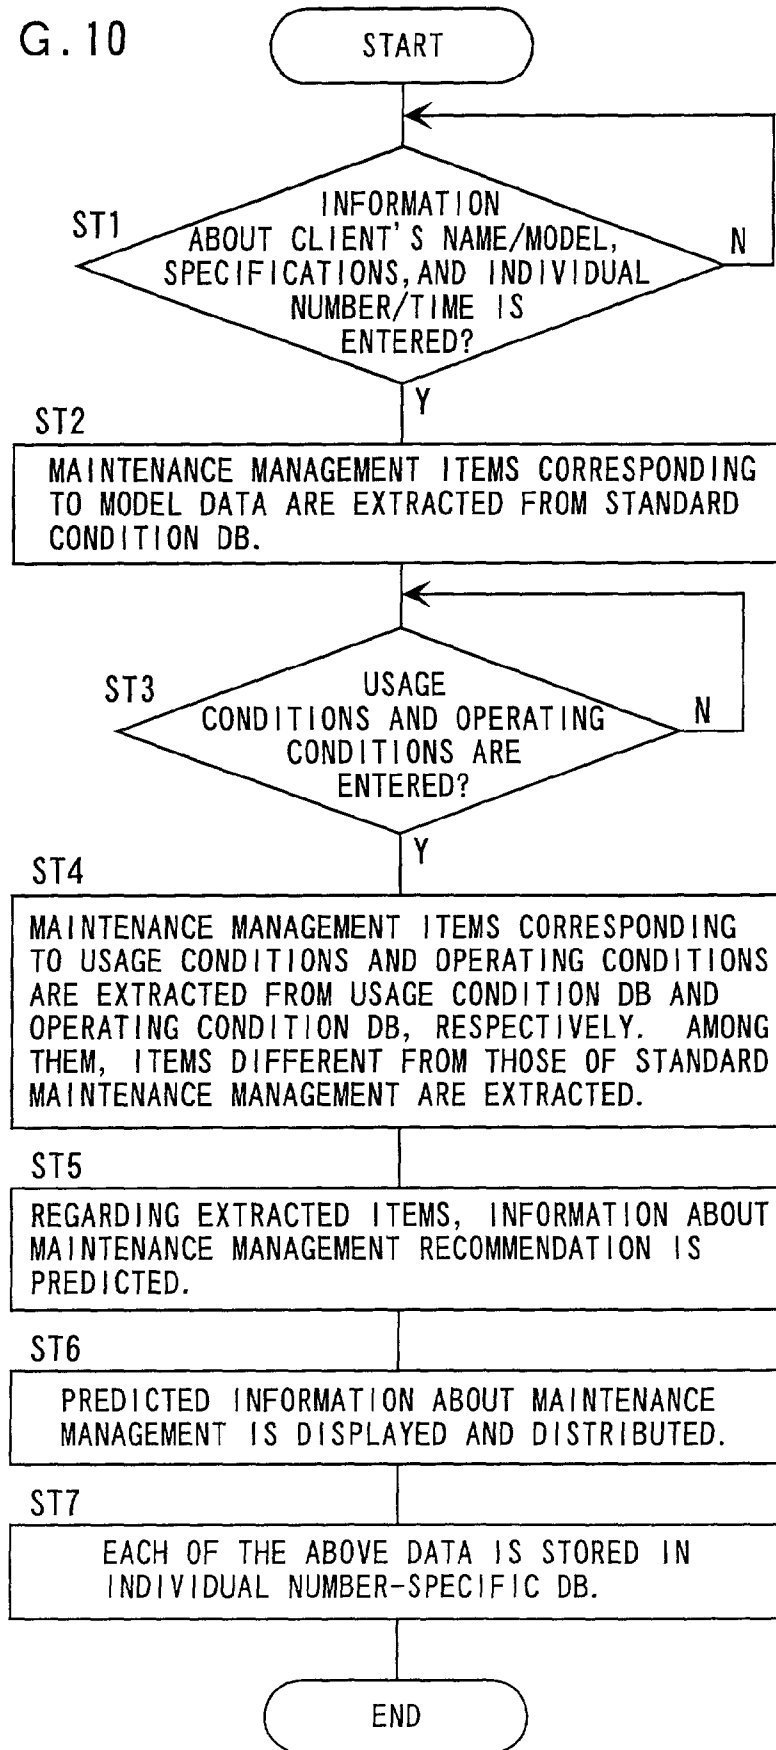 G.10
START
ST1
INFORMATION
ABOUT CLIENT'S NAME/MODEL,
SPECIFICATIONS, AND INDIVIDUAL
NUMBER/TIME IS
ENTERED?
N
Y
ST2
MAINTENANCE MANAGEMENT ITEMS CORRESPONDING
TO MODEL DATA ARE EXTRACTED FROM STANDARD
CONDITION DB.
ST3
USAGE
CONDITIONS AND OPERATING
CONDITIONS ARE
ENTERED?
N
Y
ST4
MAINTENANCE MANAGEMENT ITEMS CORRESPONDING
TO USAGE CONDITIONS AND OPERATING CONDITIONS
ARE EXTRACTED FROM USAGE CONDITION DB AND
OPERATING CONDITION DB, RESPECTIVELY. AMONG
THEM, ITEMS DIFFERENT FROM THOSE OF STANDARD
MAINTENANCE MANAGEMENT ARE EXTRACTED.
ST5
REGARDING EXTRACTED ITEMS, INFORMATION ABOUT
MAINTENANCE MANAGEMENT RECOMMENDATION IS
PREDICTED.
ST6
PREDICTED INFORMATION ABOUT MAINTENANCE
MANAGEMENT IS DISPLAYED AND DISTRIBUTED.
ST7
EACH OF THE ABOVE DATA IS STORED IN
INDIVIDUAL NUMBER-SPECIFIC DB.
END